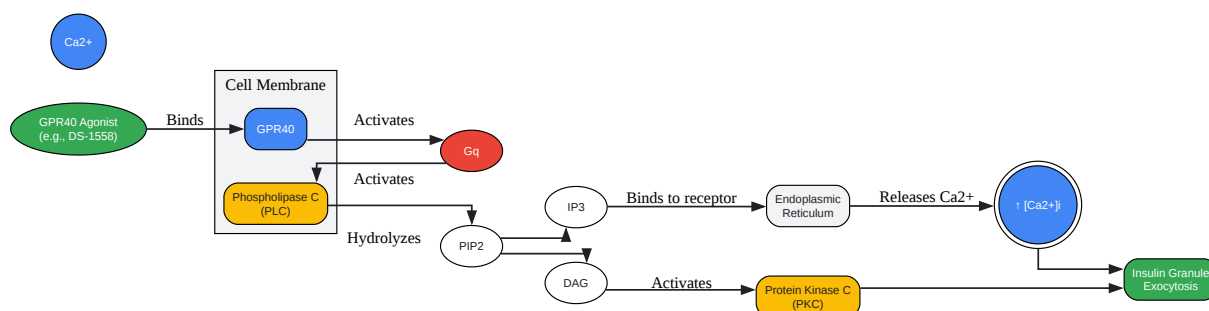 Ca2+
Cell Membrane
GPR40 Agonist
(e.g., DS-1558)
Binds
GPR40
Activates
Gq
Activates
Phospholipase C
(PLC)
Hydrolyzes
PIP2
IP3
Binds to receptor
Endoplasmic
Reticulum
Releases Ca2+
↑ [Ca2+]i
DAG
Activates
Protein Kinase C
(PKC)
Insulin Granule
Exocytosis